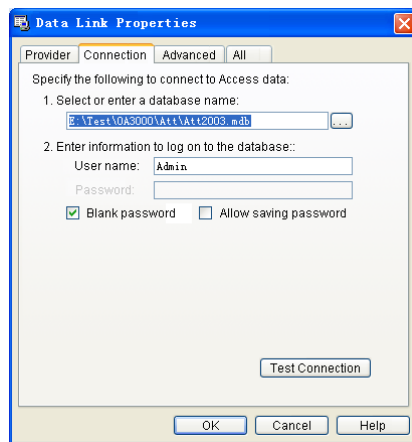 Data Link Properties
Provider Connection Advanced All
Specify the following to connect to Access data:
1. Select or enter a database name:
E:\Test\OA3000\Att\Att2003.mdb ...
2. Enter information to log on to the database::
User name: Admin
Password:
Blank password Allow saving password
Test Connection
OK Cancel Help